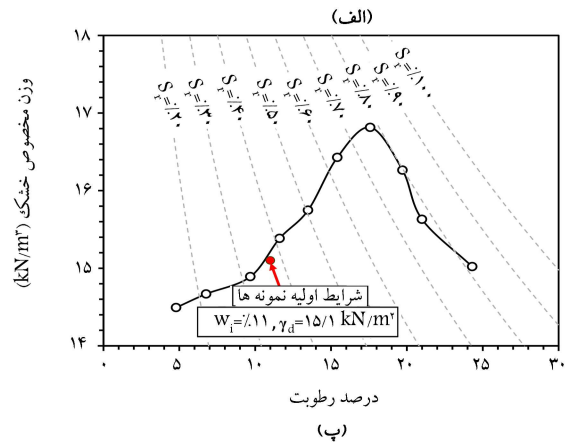 (الف)
وزن مخصوص خشک (kN/m³)
۱۸
۱۷
۱۶
۱۵
۱۴
Sr=٪۲۰
Sr=٪۳۰
Sr=٪۴۰
Sr=٪۵۰
Sr=٪۶۰
Sr=٪۷۰
Sr=٪۸۰
Sr=٪۹۰
Sr=٪۱۰۰
شرایط اولیه نمونه ها
wi=٪۱۱ , γd=۱۵/۱ kN/m³
۰ ۵ ۱۰ ۱۵ ۲۰ ۲۵ ۳۰
درصد رطوبت
(پ)